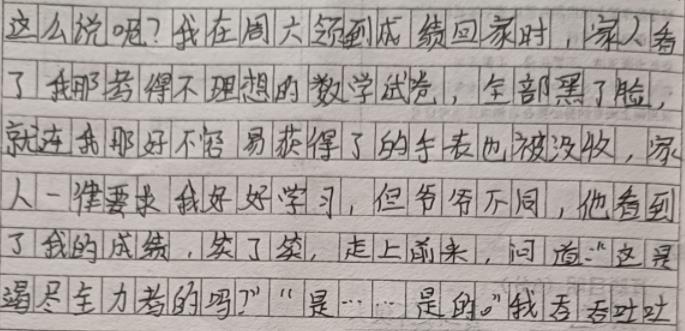 这么说呢？我在周六领到成绩回家时，家人看
了我那考得不理想的数学试卷，全部黑了脸，
就连我那好不容易获得了的手表也被没收，家
人一律要求我好好学习，但爷爷不同，他看到
了我的成绩，笑了笑，走上前来，问道：“这是
竭尽全力考的吗？”“是……是的。”我吞吞吐吐